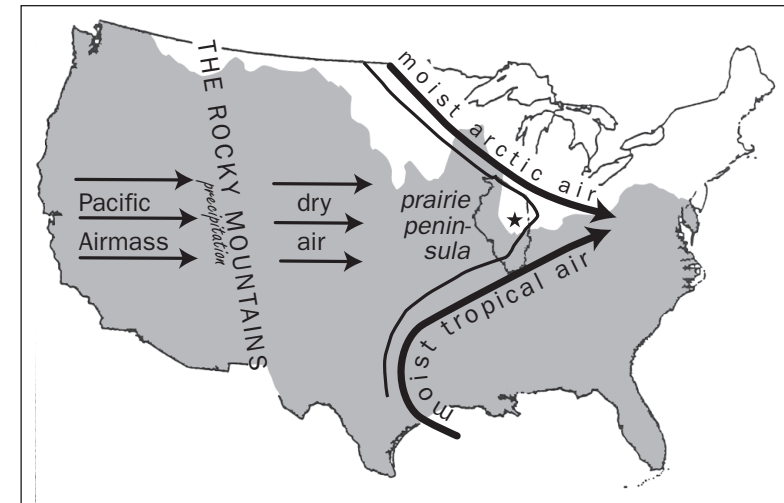 THE ROCKY MOUNTAINS
precipitation
Pacific
Airmass
dry
air
prairie
penin-
sula
moist arctic air
moist tropical air